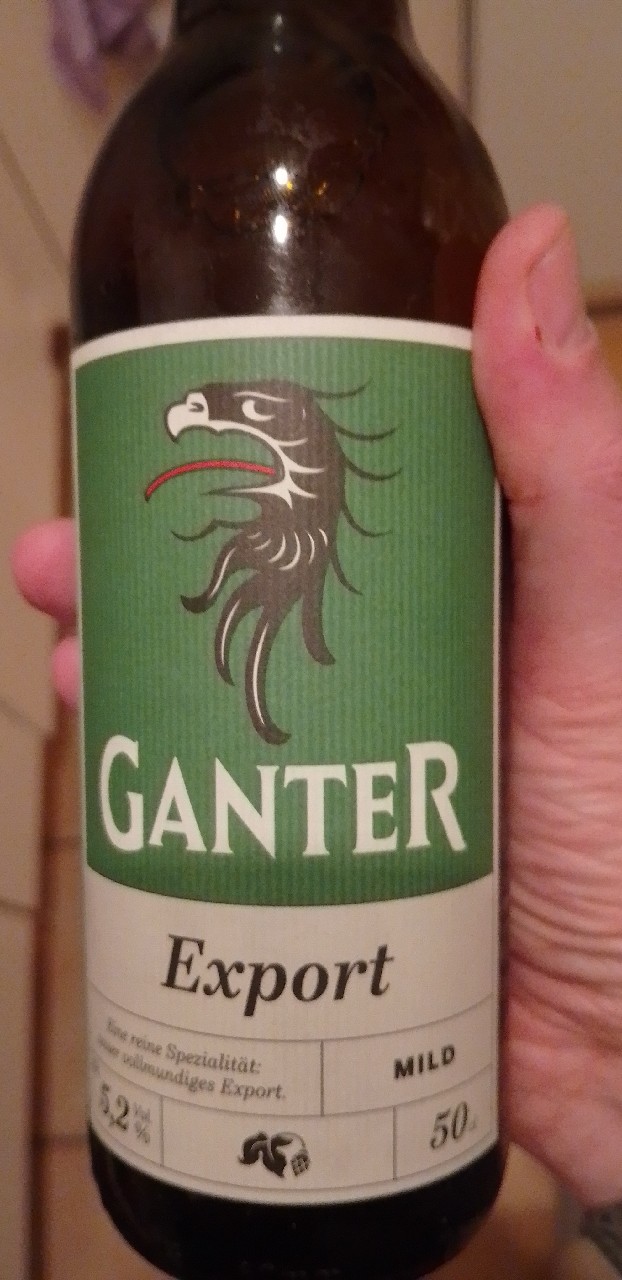 GANTER
Export
Eine reine Spezialität:
unser vollmundiges Export.
MILD
5,2 Vol. %
50